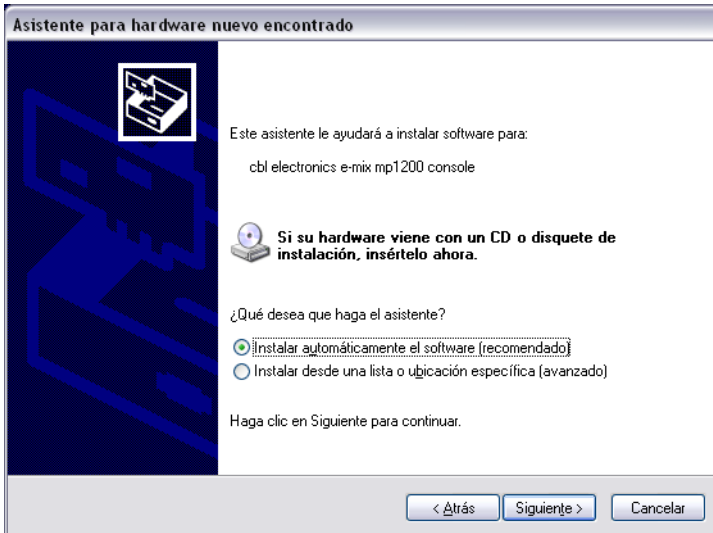 Asistente para hardware nuevo encontrado
Este asistente le ayudará a instalar software para:
cbl electronics e-mix mp1200 console
Si su hardware viene con un CD o disquete de
instalación, insértelo ahora.
¿Qué desea que haga el asistente?
Instalar automáticamente el software (recomendado)
Instalar desde una lista o ubicación específica (avanzado)
Haga clic en Siguiente para continuar.
< Atrás Siguiente > Cancelar